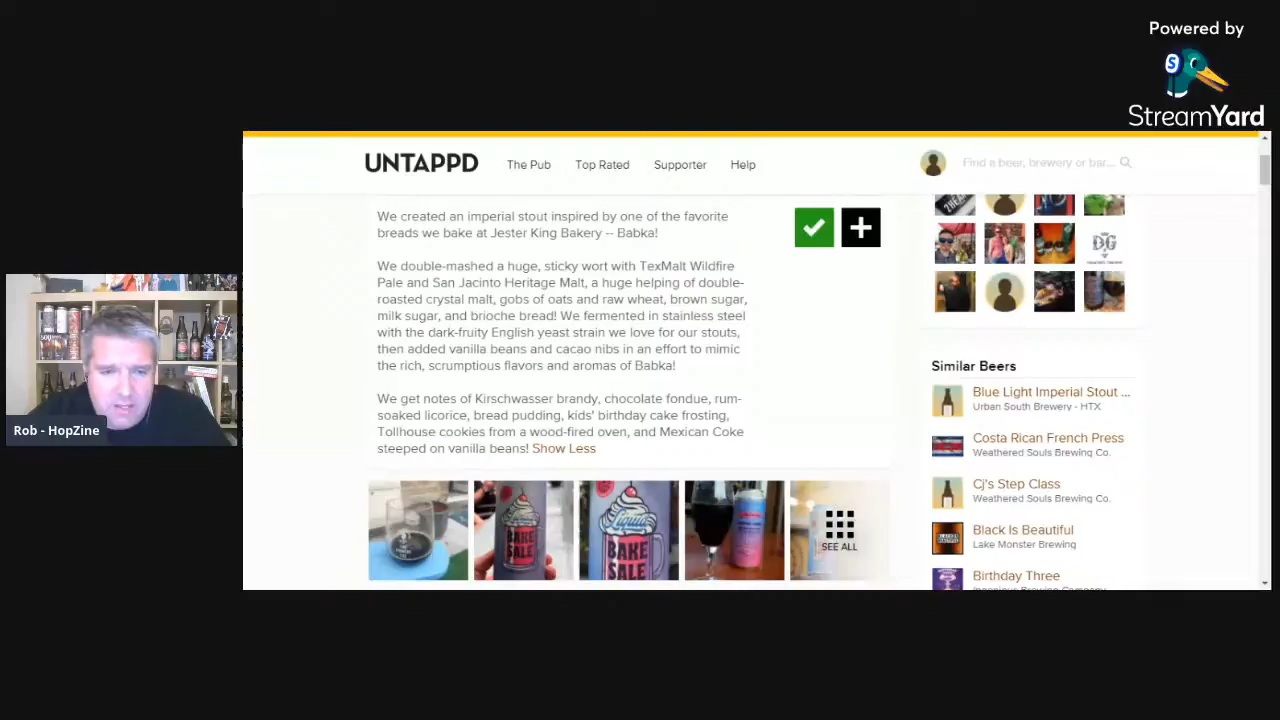 Powered by
StreamYard
UNTAPPD
The Pub
Top Rated
Supporter
Help
Find a beer, brewery or bar...
We created an imperial stout inspired by one of the favorite
breads we bake at Jester King Bakery -- Babka!
We double-mashed a huge, sticky wort with TexMalt Wildfire
Pale and San Jacinto Heritage Malt, a huge helping of double-
roasted crystal malt, gobs of oats and raw wheat, brown sugar,
milk sugar, and brioche bread! We fermented in stainless steel
with the dark-fruity English yeast strain we love for our stouts,
then added vanilla beans and cacao nibs in an effort to mimic
the rich, scrumptious flavors and aromas of Babka!
We get notes of Kirschwasser brandy, chocolate fondue, rum-
soaked licorice, bread pudding, kids' birthday cake frosting,
Tollhouse cookies from a wood-fired oven, and Mexican Coke
steeped on vanilla beans! Show Less
BAKE
SALE
Liquid
BAKE
SALE
SEE ALL
DG
Similar Beers
Blue Light Imperial Stout ...
Urban South Brewery - HTX
Costa Rican French Press
Weathered Souls Brewing Co.
Cj's Step Class
Weathered Souls Brewing Co.
Black Is Beautiful
Lake Monster Brewing
Birthday Three
Ingenious Brewing Company
Rob - HopZine